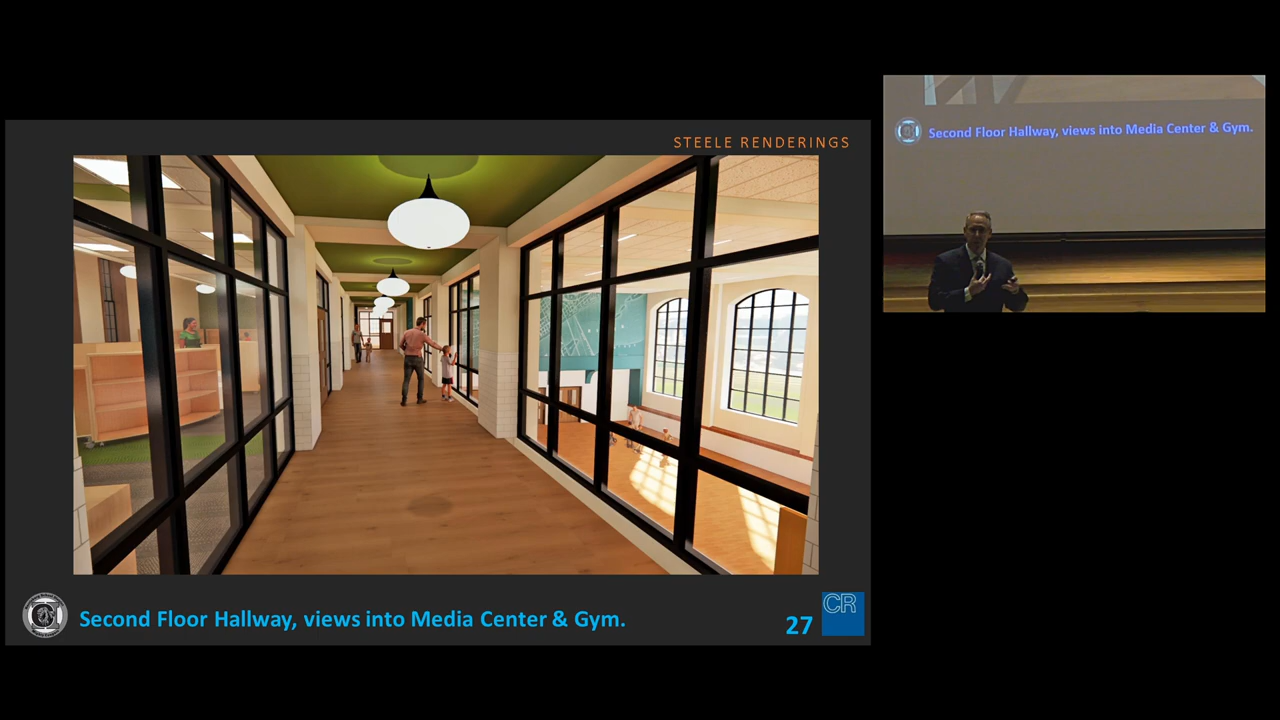 STEELE RENDERINGS
Second Floor Hallway, views into Media Center & Gym.
27
CR
Second Floor Hallway, views into Media Center & Gym.